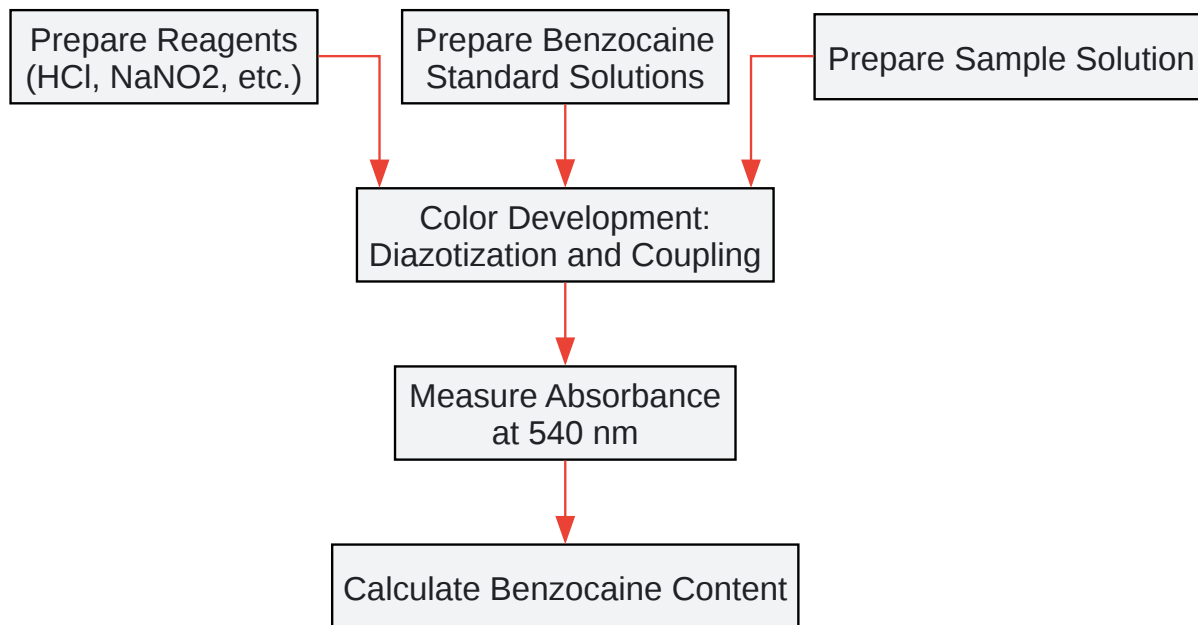 Prepare Reagents
(HCl, NaNO2, etc.)
Prepare Benzocaine
Standard Solutions
Prepare Sample Solution
Color Development:
Diazotization and Coupling
Measure Absorbance
at 540 nm
Calculate Benzocaine Content